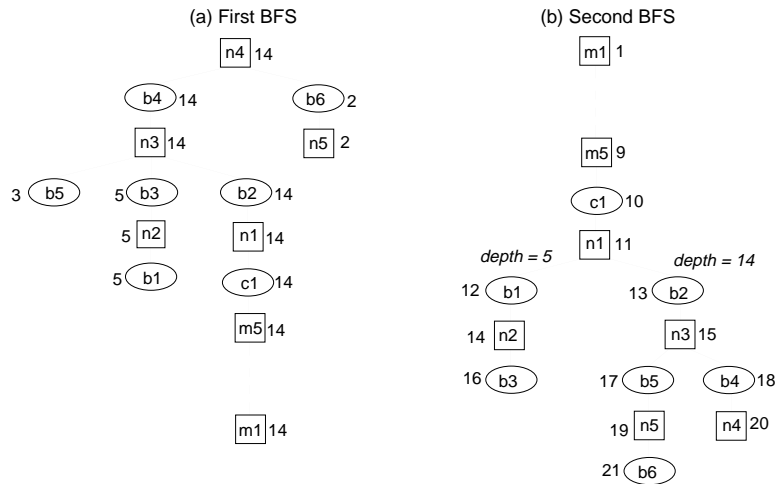 (a) First BFS
n4 14
b4 14
b6 2
n3 14
n5 2
3 b5
5 b3
b2 14
5 n2
n1 14
5 b1
c1 14
m5 14
m1 14
(b) Second BFS
m1 1
m5 9
c1 10
n1 11
depth = 5
depth = 14
12 b1
13 b2
14 n2
n3 15
16 b3
17 b5
b4 18
19 n5
n4 20
21 b6